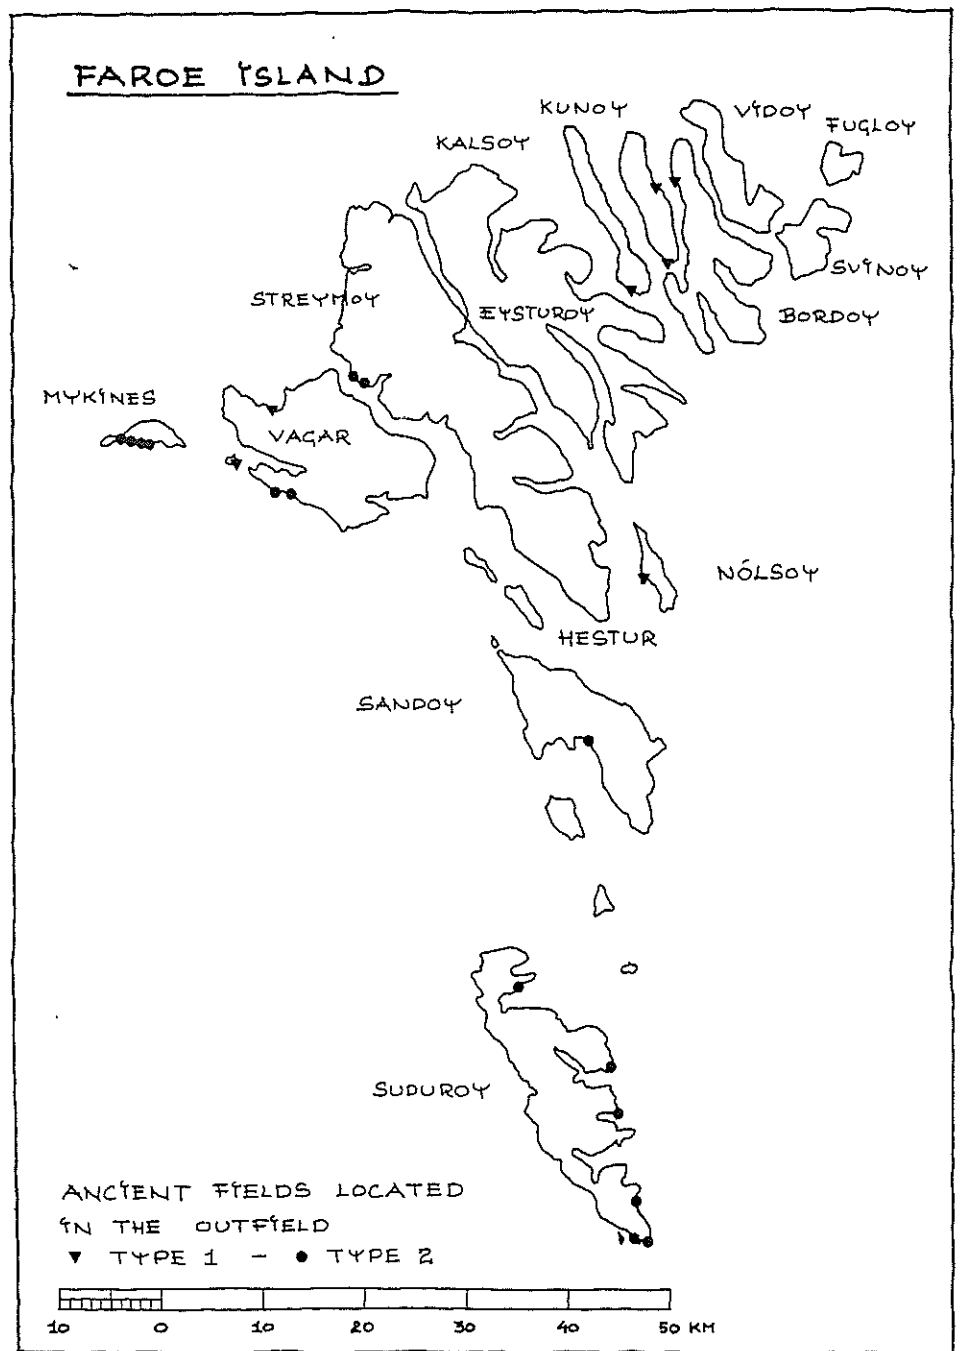 FAROE ISLAND
KUNOY
VIDOY
FUGLOY
KALSOY
SVINOY
STREYMOY
EYSTUROY
BORDOY
MYKINES
VAGAR
NÓLSOY
HESTUR
SANDOY
SUDUROY
ANCIENT FIELDS LOCATED
IN THE OUTFIELD
▼ TYPE 1 – ● TYPE 2
10 0 10 20 30 40 50 KM